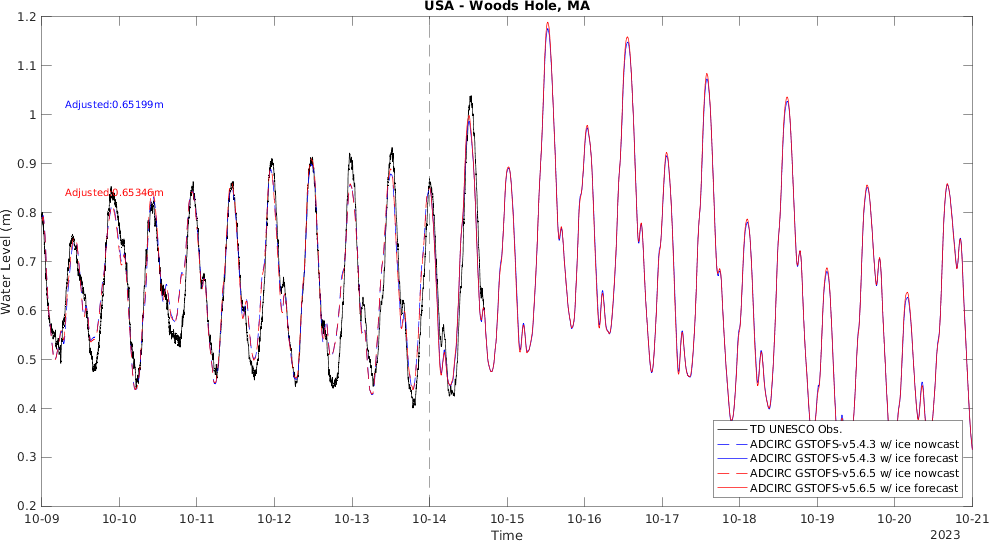 USA - Woods Hole, MA
1.2
1.1
1
0.9
0.8
0.7
0.6
0.5
0.4
0.3
0.2
Water Level (m)
Adjusted:0.65199m
Adjusted:0.65346m
TD UNESCO Obs.
ADCIRC GSTOFS-v5.4.3 w/ ice nowcast
ADCIRC GSTOFS-v5.4.3 w/ ice forecast
ADCIRC GSTOFS-v5.6.5 w/ ice nowcast
ADCIRC GSTOFS-v5.6.5 w/ ice forecast
10-09 10-10 10-11 10-12 10-13 10-14 10-15 10-16 10-17 10-18 10-19 10-20 10-21
Time
2023